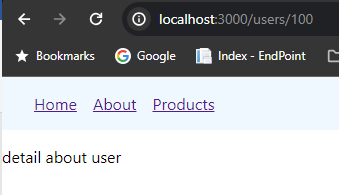 localhost:3000/users/100
Bookmarks Google Index - EndPoint
Home About Products
detail about user